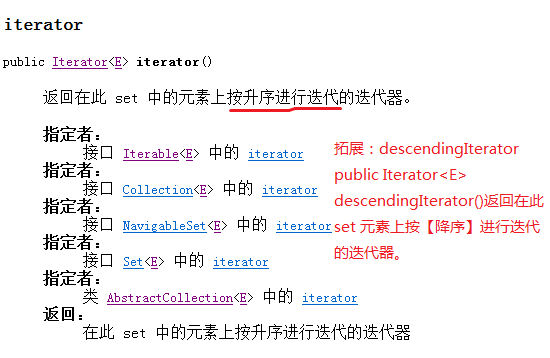 iterator
public Iterator<E> iterator()
返回在此 set 中的元素上按升序进行迭代的迭代器。
指定者：
接口 Iterable<E> 中的 iterator
指定者：
接口 Collection<E> 中的 iterator
指定者：
接口 NavigableSet<E> 中的 iterator
指定者：
接口 Set<E> 中的 iterator
指定者：
类 AbstractCollection<E> 中的 iterator
返回：
在此 set 中的元素上按升序进行迭代的迭代器
拓展：descendingIterator
public Iterator<E>
descendingIterator()返回在此
set 元素上按【降序】进行迭代
的迭代器。